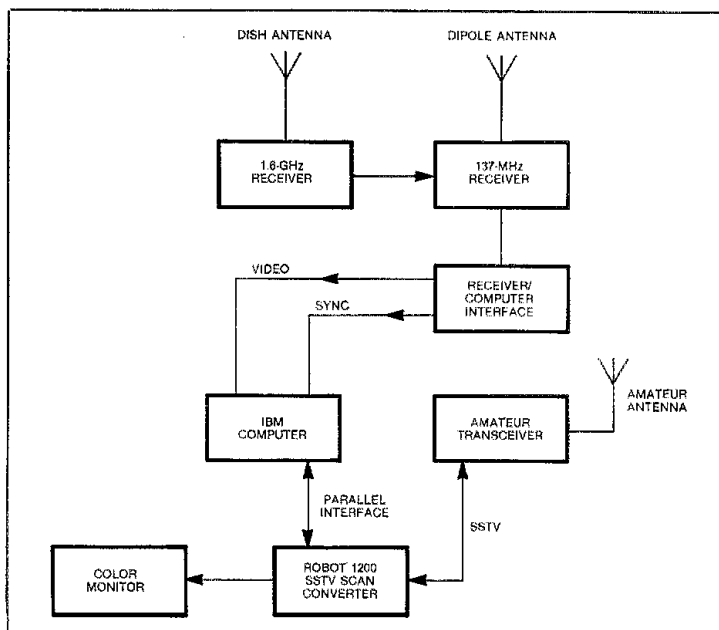 DISH ANTENNA
DIPOLE ANTENNA
1.6-GHz
RECEIVER
137-MHz
RECEIVER
VIDEO
SYNC
RECEIVER/
COMPUTER
INTERFACE
IBM
COMPUTER
AMATEUR
TRANSCEIVER
AMATEUR
ANTENNA
PARALLEL
INTERFACE
SSTV
COLOR
MONITOR
ROBOT 1200
SSTV SCAN
CONVERTER